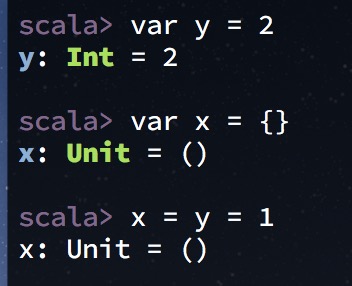 scala> var y = 2
y: Int = 2
scala> var x = {}
x: Unit = ()
scala> x = y = 1
x: Unit = ()